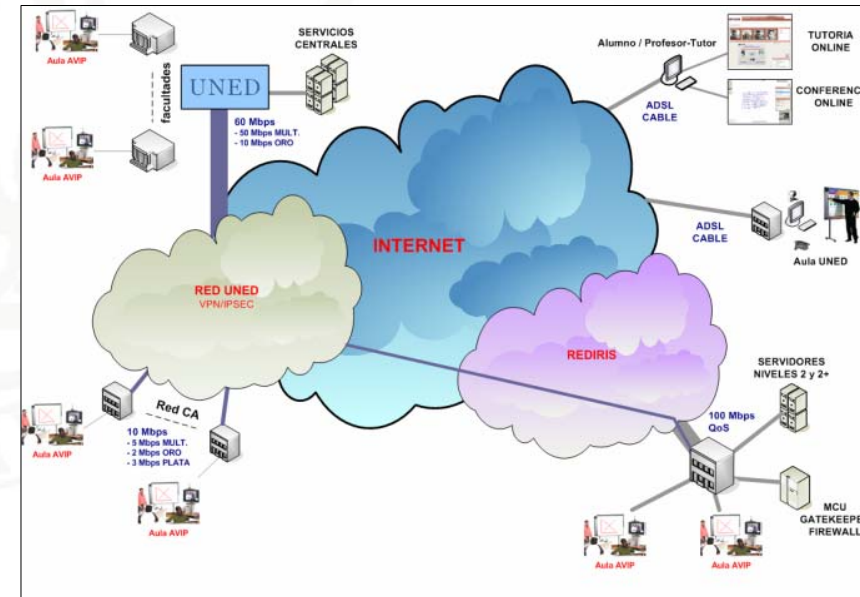 Aula AVIP
facultades
Aula AVIP
UNED
SERVICIOS
CENTRALES
60 Mbps
- 50 Mbps MULT.
- 10 Mbps ORO
Alumno / Profesor-Tutor
ADSL
CABLE
TUTORIA
ONLINE
CONFERENC
ONLINE
INTERNET
ADSL
CABLE
Aula UNED
RED UNED
VPN/IPSEC
REDIRIS
SERVIDORES
NIVELES 2 y 2+
100 Mbps
QoS
MCU
GATEKEEPE
FIREWALL
Aula AVIP
Red CA
10 Mbps
- 5 Mbps MULT.
- 2 Mbps ORO
- 3 Mbps PLATA
Aula AVIP
Aula AVIP
Aula AVIP